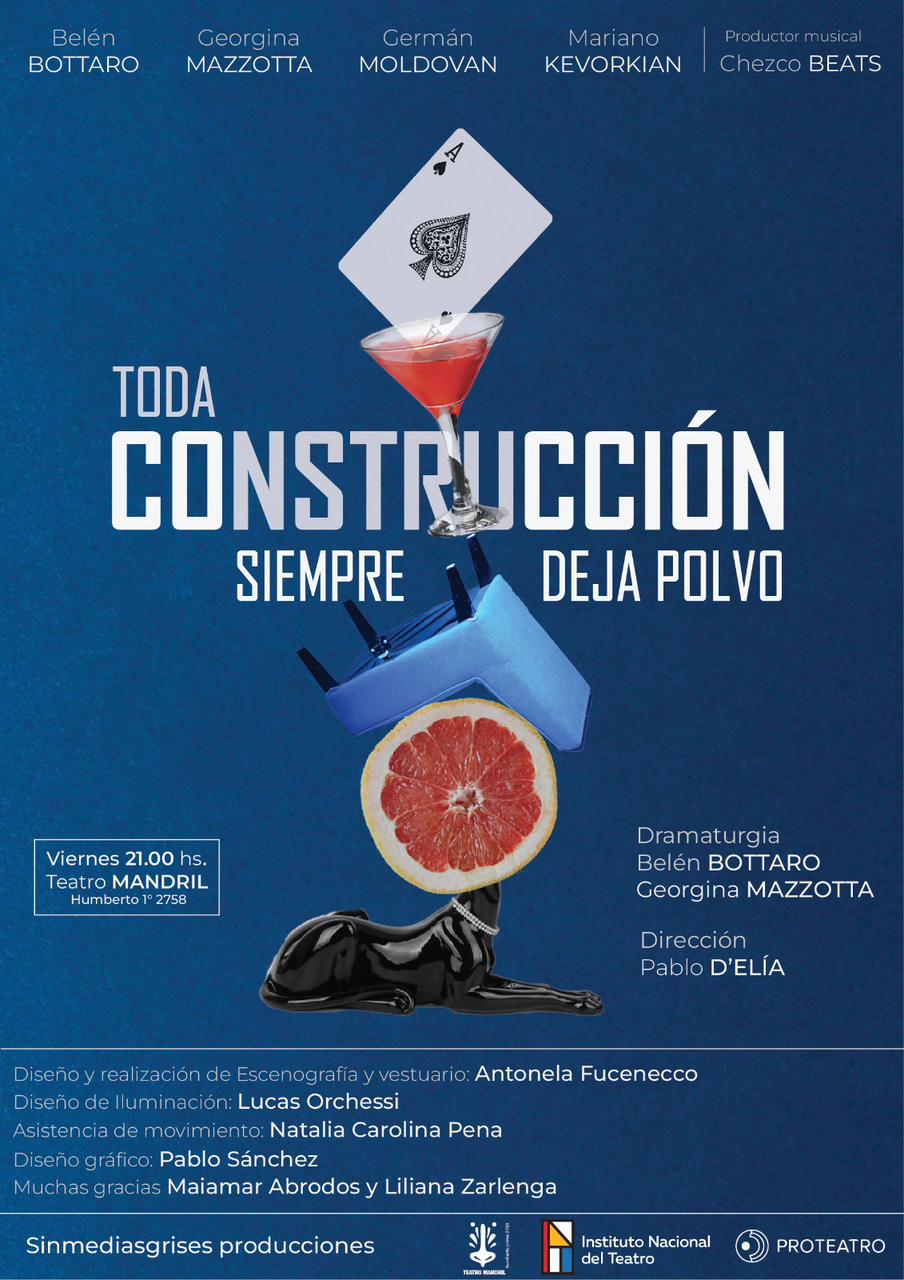 Belén
BOTTARO
Georgina
MAZZOTTA
Germán
MOLDOVAN
Mariano
KEVORKIAN
Productor musical
Chezco BEATS
A
A
TODA
CONSTRUCCIÓN
SIEMPRE DEJA POLVO
Viernes 21.00 hs.
Teatro MANDRIL
Humberto 1° 2758
Dramaturgia
Belén BOTTARO
Georgina MAZZOTTA
Dirección
Pablo D'ELÍA
Diseño y realización de Escenografía y vestuario: Antonela Fucenecco
Diseño de Iluminación: Lucas Orchessi
Asistencia de movimiento: Natalia Carolina Pena
Diseño gráfico: Pablo Sánchez
Muchas gracias Maiamar Abrodos y Liliana Zarlenga
Sinmediasgrises producciones
TEATRO MANDRIL
Instituto Nacional
del Teatro
PROTEATRO